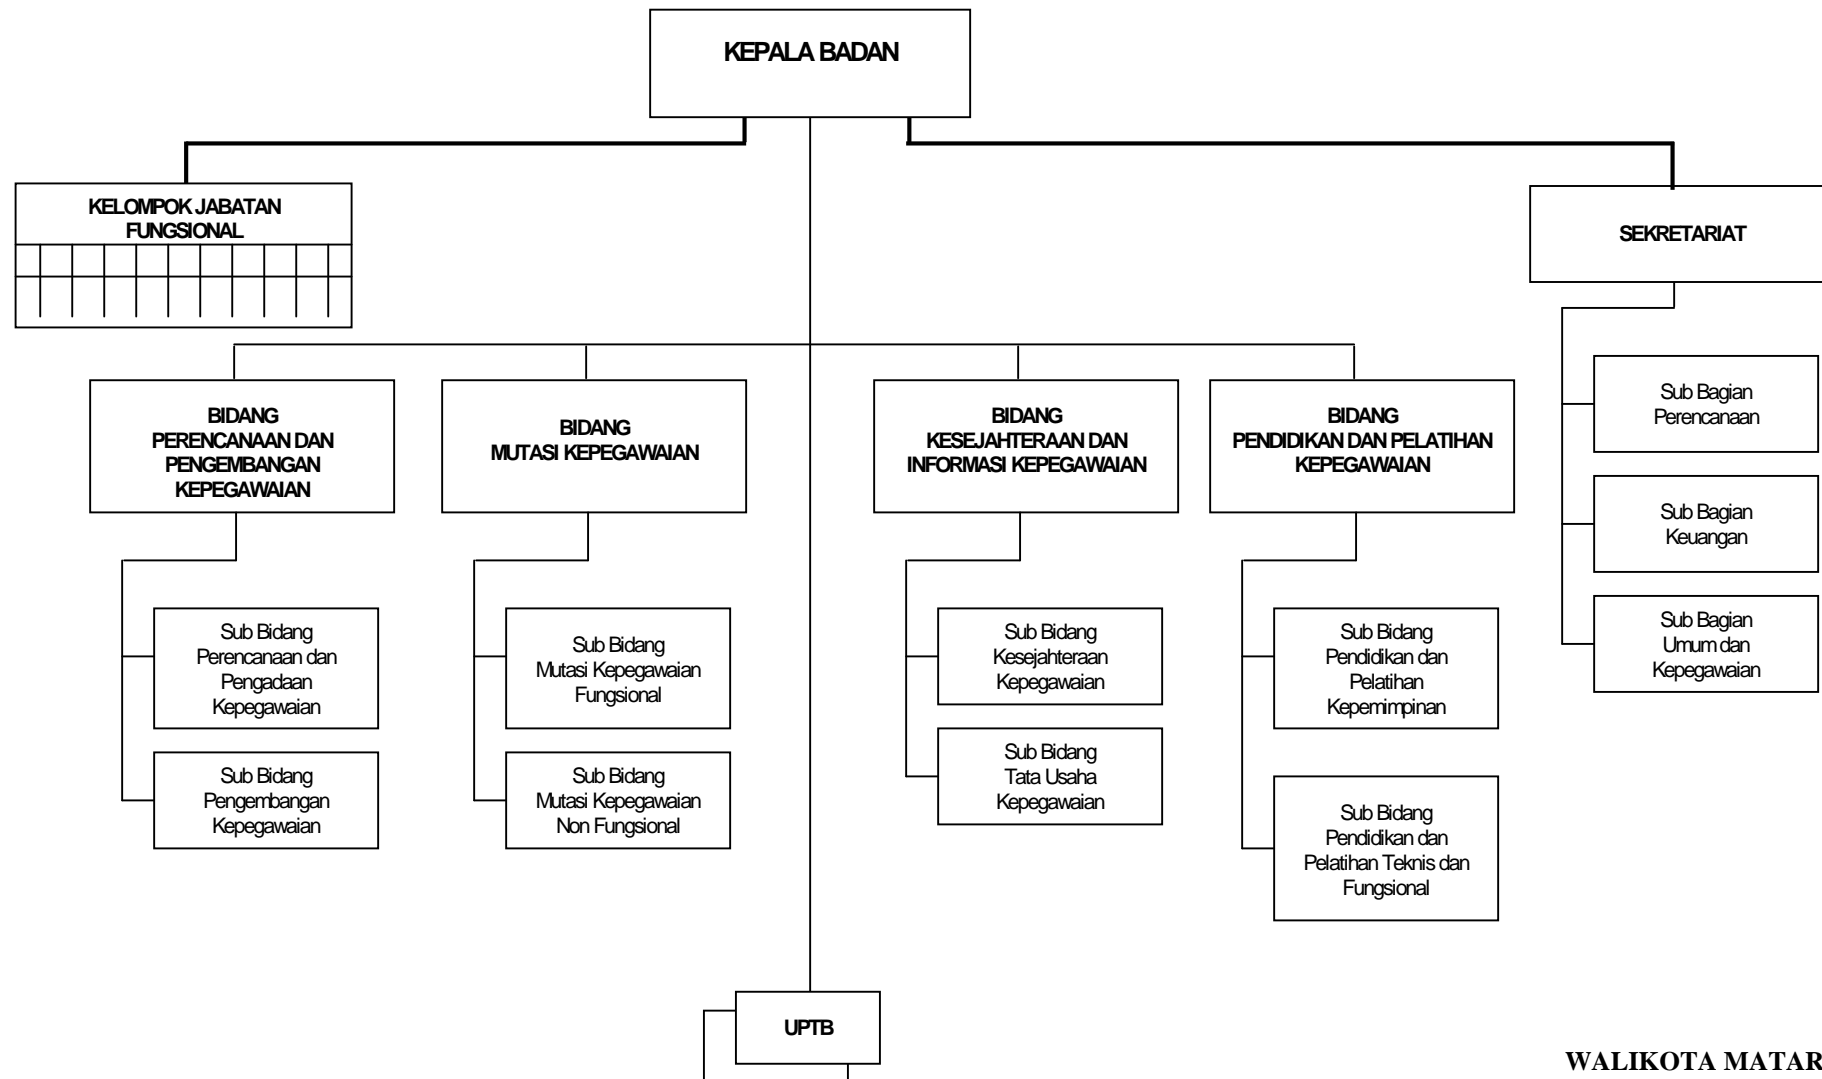 KEPALA BADAN
KELOMPOK JABATAN
FUNGSIONAL
SEKRETARIAT
Sub Bagian
Perencanaan
Sub Bagian
Keuangan
Sub Bagian
Umum dan
Kepegawaian
BIDANG
PERENCANAAN DAN
PENGEMBANGAN
KEPEGAWAIAN
BIDANG
MUTASI KEPEGAWAIAN
BIDANG
KESEJAHTERAAN DAN
INFORMASI KEPEGAWAIAN
BIDANG
PENDIDIKAN DAN PELATIHAN
KEPEGAWAIAN
Sub Bidang
Perencanaan dan
Pengadaan
Kepegawaian
Sub Bidang
Pengembangan
Kepegawaian
Sub Bidang
Mutasi Kepegawaian
Fungsional
Sub Bidang
Mutasi Kepegawaian
Non Fungsional
Sub Bidang
Kesejahteraan
Kepegawaian
Sub Bidang
Tata Usaha
Kepegawaian
Sub Bidang
Pendidikan dan
Pelatihan
Kepemimpinan
Sub Bidang
Pendidikan dan
Pelatihan Teknis dan
Fungsional
UPTB
WALIKOTA MATAR